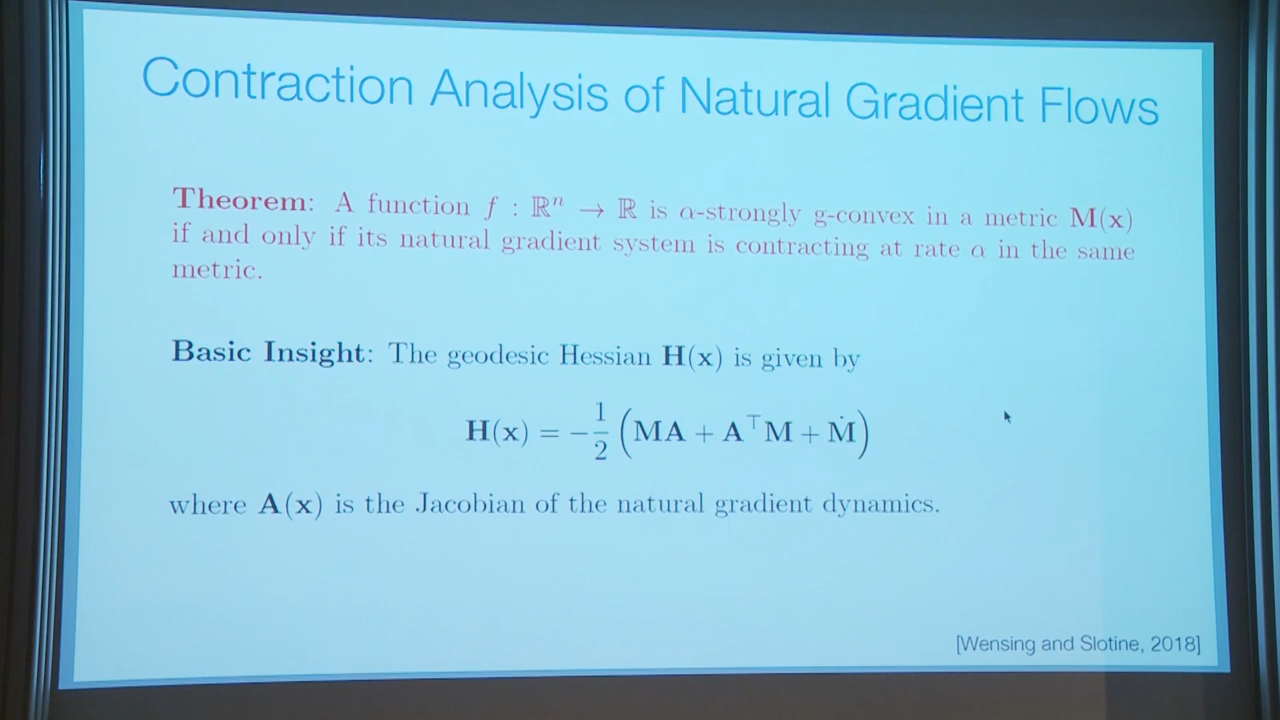 Contraction Analysis of Natural Gradient Flows
Theorem: A function f : ℝⁿ → ℝ is α-strongly g-convex in a metric M(x)
if and only if its natural gradient system is contracting at rate α in the same
metric.
Basic Insight: The geodesic Hessian H(x) is given by
H(x) = −1/2 (MA + A⊤M + Ṁ)
where A(x) is the Jacobian of the natural gradient dynamics.
[Wensing and Slotine, 2018]